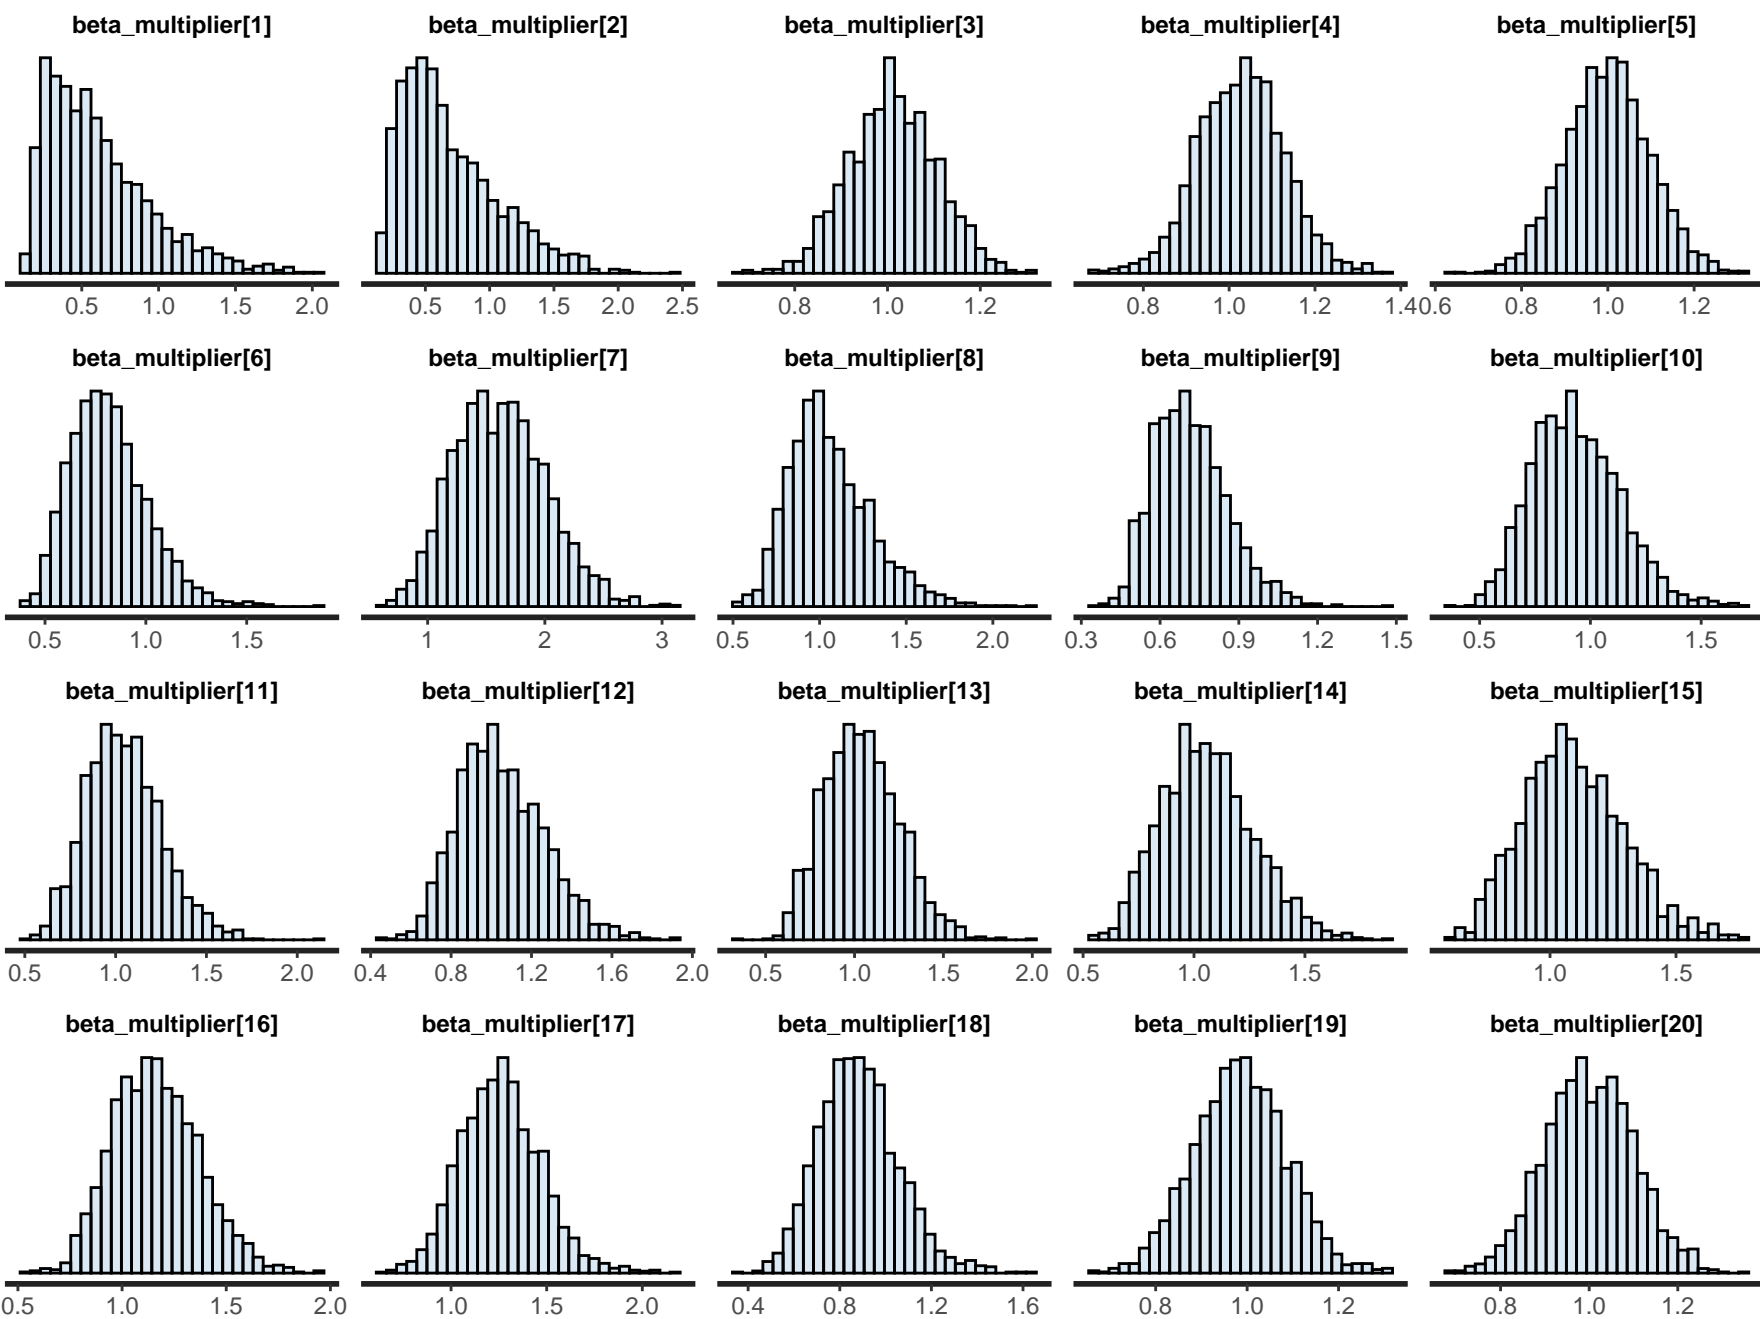 beta_multiplier[1] beta_multiplier[2] beta_multiplier[3] beta_multiplier[4] beta_multiplier[5]
0.5 1.0 1.5 2.0 0.5 1.0 1.5 2.0 2.5 0.8 1.0 1.2 0.8 1.0 1.2 1.4 0.6 0.8 1.0 1.2
beta_multiplier[6] beta_multiplier[7] beta_multiplier[8] beta_multiplier[9] beta_multiplier[10]
0.5 1.0 1.5 1 2 3 0.5 1.0 1.5 2.0 0.3 0.6 0.9 1.2 1.5 0.5 1.0 1.5
beta_multiplier[11] beta_multiplier[12] beta_multiplier[13] beta_multiplier[14] beta_multiplier[15]
0.5 1.0 1.5 2.0 0.4 0.8 1.2 1.6 2.0 0.5 1.0 1.5 2.0 0.5 1.0 1.5 1.0 1.5
beta_multiplier[16] beta_multiplier[17] beta_multiplier[18] beta_multiplier[19] beta_multiplier[20]
0.5 1.0 1.5 2.0 1.0 1.5 2.0 0.4 0.8 1.2 1.6 0.8 1.0 1.2 0.8 1.0 1.2